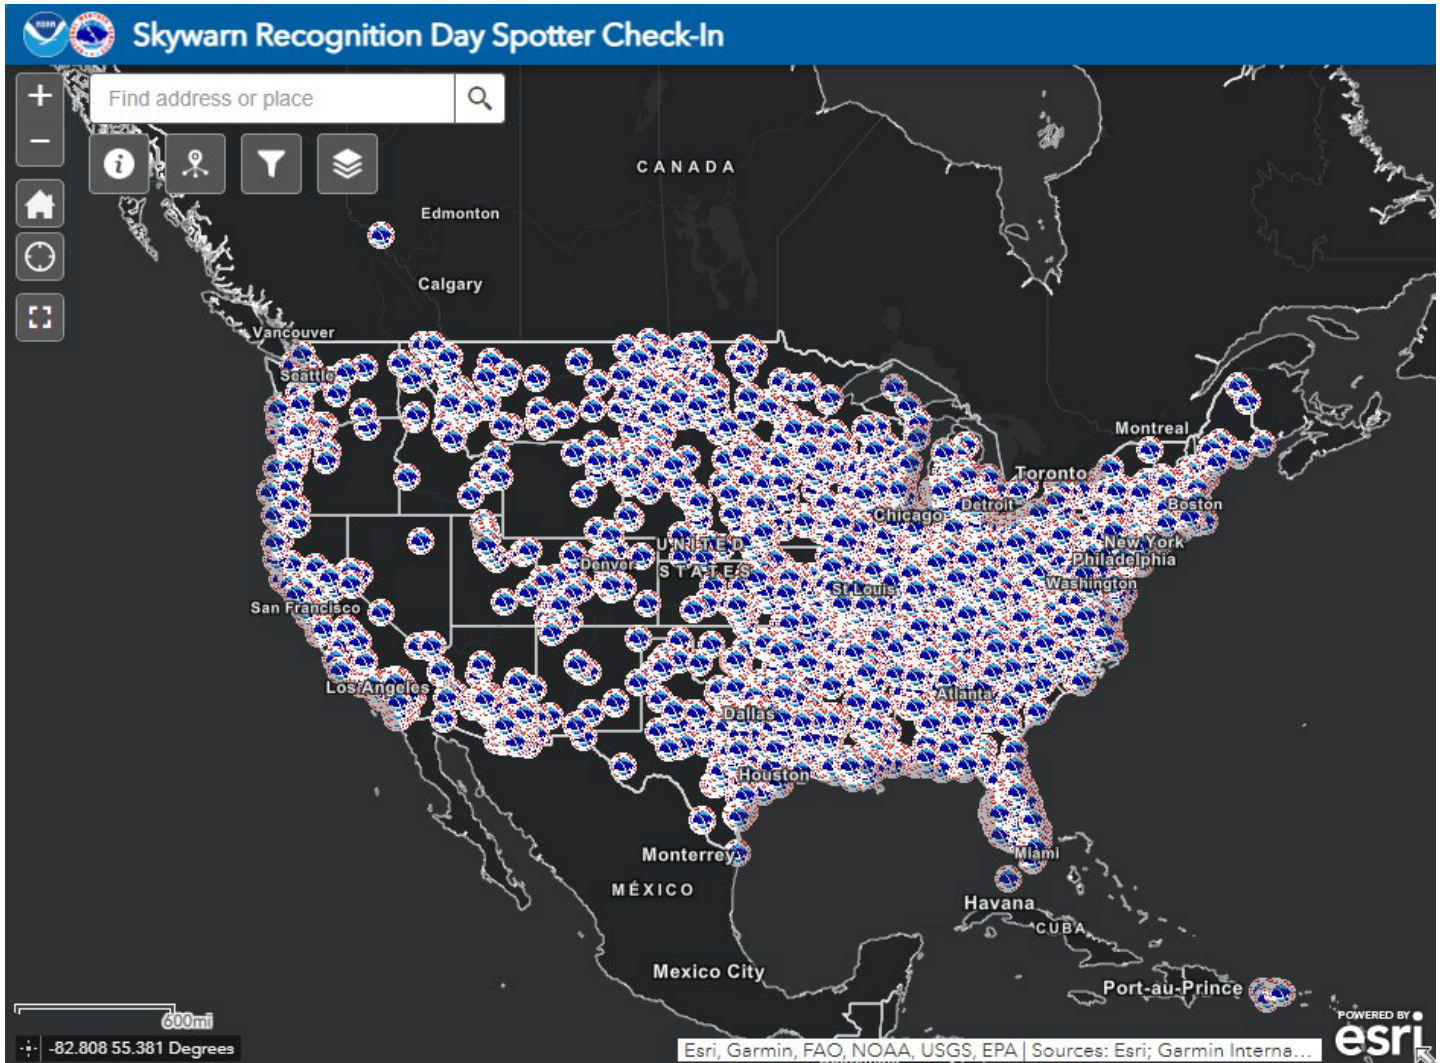 Skywarn Recognition Day Spotter Check-In
Find address or place
CANADA
Edmonton
Calgary
Vancouver
Seattle
Montreal
Toronto
Detroit
Boston
Chicago
New York
Philadelphia
UNITED
STATES
Denver
Washington
St Louis
San Francisco
Los Angeles
Atlanta
Dallas
Houston
Monterrey
Miami
MÉXICO
Havana
CUBA
Mexico City
Port-au-Prince
600mi
-82.808 55.381 Degrees
Esri, Garmin, FAO, NOAA, USGS, EPA | Sources: Esri; Garmin Interna...
POWERED BY
esri